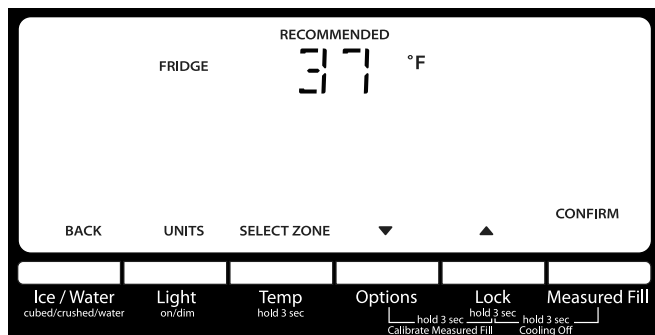 RECOMMENDED
FRIDGE 37 °F
CONFIRM
BACK UNITS SELECT ZONE ▼ ▲
Ice / Water Light Temp Options Lock Measured Fill
cubed/crushed/water on/dim hold 3 sec hold 3 sec
hold 3 sec hold 3 sec
Calibrate Measured Fill Cooling Off